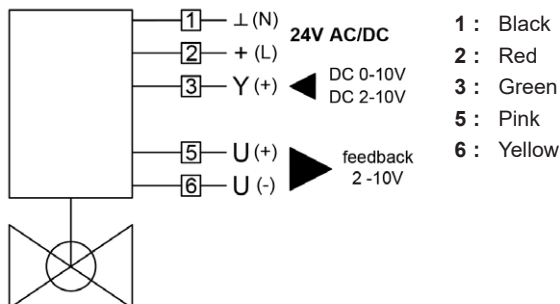 1 ⊥ (N)
2 + (L)
24V AC/DC
3 Y (+)
DC 0-10V
DC 2-10V
5 U (+)
6 U (-)
feedback
2 -10V
1 : Black
2 : Red
3 : Green
5 : Pink
6 : Yellow